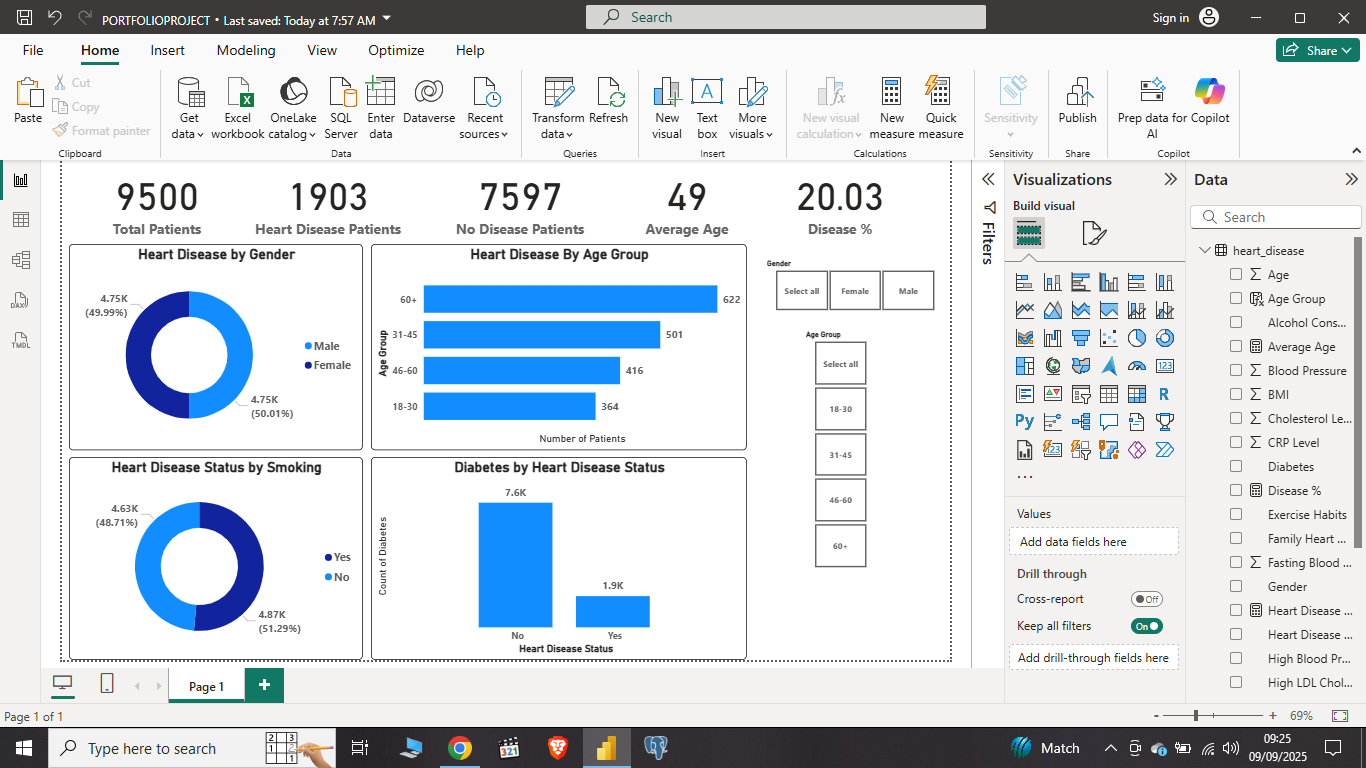 PORTFOLIOPROJECT • Last saved: Today at 7:57 AM
Search
Sign in
File
Home
Insert
Modeling
View
Optimize
Help
Share
Paste
Cut
Copy
Format painter
Clipboard
Get data
Excel workbook
OneLake catalog
SQL Server
Enter data
Dataverse
Recent sources
Data
Transform data
Refresh
Queries
New visual
Text box
More visuals
Insert
New visual calculation
New measure
Quick measure
Calculations
Sensitivity
Sensitivity
Publish
Share
Prep data for AI
Copilot
Copilot
9500
Total Patients
1903
Heart Disease Patients
7597
No Disease Patients
49
Average Age
20.03
Disease %
Heart Disease by Gender
4.75K
(49.99%)
4.75K
(50.01%)
Male
Female
Heart Disease By Age Group
Age Group
60+
622
31-45
501
46-60
416
18-30
364
Number of Patients
Heart Disease Status by Smoking
4.63K
(48.71%)
4.87K
(51.29%)
Yes
No
Diabetes by Heart Disease Status
Count of Diabetes
7.6K
1.9K
No
Yes
Heart Disease Status
Gender
Select all
Female
Male
Age Group
Select all
18-30
31-45
46-60
60+
Filters
Visualizations
Build visual
R
Py
123
123
...
Values
Add data fields here
Drill through
Cross-report
Off
Keep all filters
On
Add drill-through fields here
Data
Search
heart_disease
Age
Age Group
Alcohol Cons...
Average Age
Blood Pressure
BMI
Cholesterol Le...
CRP Level
Diabetes
Disease %
Exercise Habits
Family Heart ...
Fasting Blood ...
Gender
Heart Disease ...
Heart Disease ...
High Blood Pr...
High LDL Chol...
DAX
TMDL
Page 1
Page 1 of 1
- + 69%
Type here to search
321
Match
09:25
09/09/2025